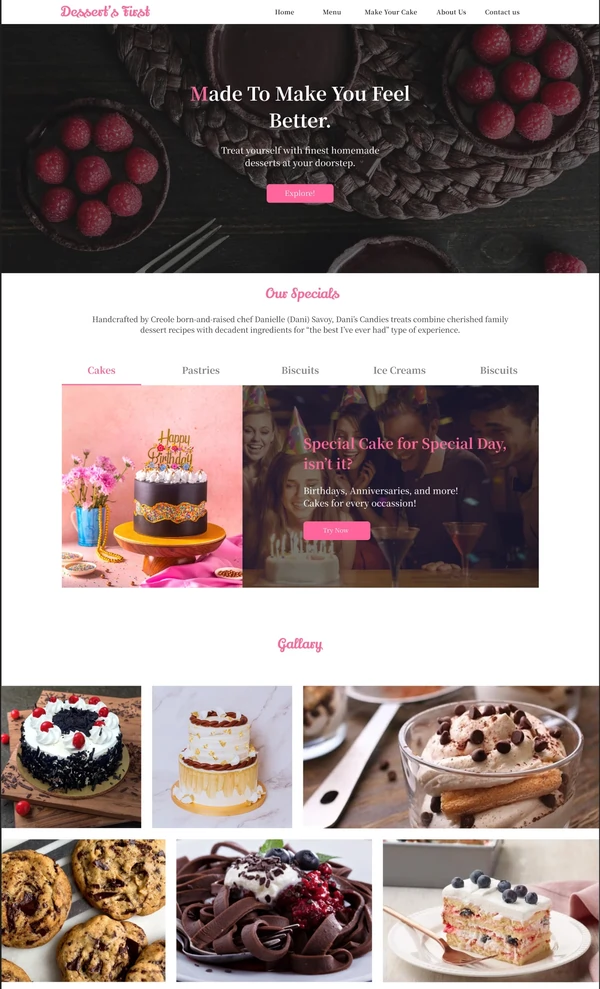 Dessert's First
Home Menu Make Your Cake About Us Contact us
Made To Make You Feel
Better.
Treat yourself with finest homemade
desserts at your doorstep.
Explore!
Our Specials
Handcrafted by Creole born-and-raised chef Danielle (Dani) Savoy, Dani's Candies treats combine cherished family
dessert recipes with decadent ingredients for "the best I've ever had" type of experience.
Cakes Pastries Biscuits Ice Creams Biscuits
Happy
Birthday
Special Cake for Special Day,
isn't it?
Birthdays, Anniversaries, and more!
Cakes for every occassion!
Try Now
Gallary